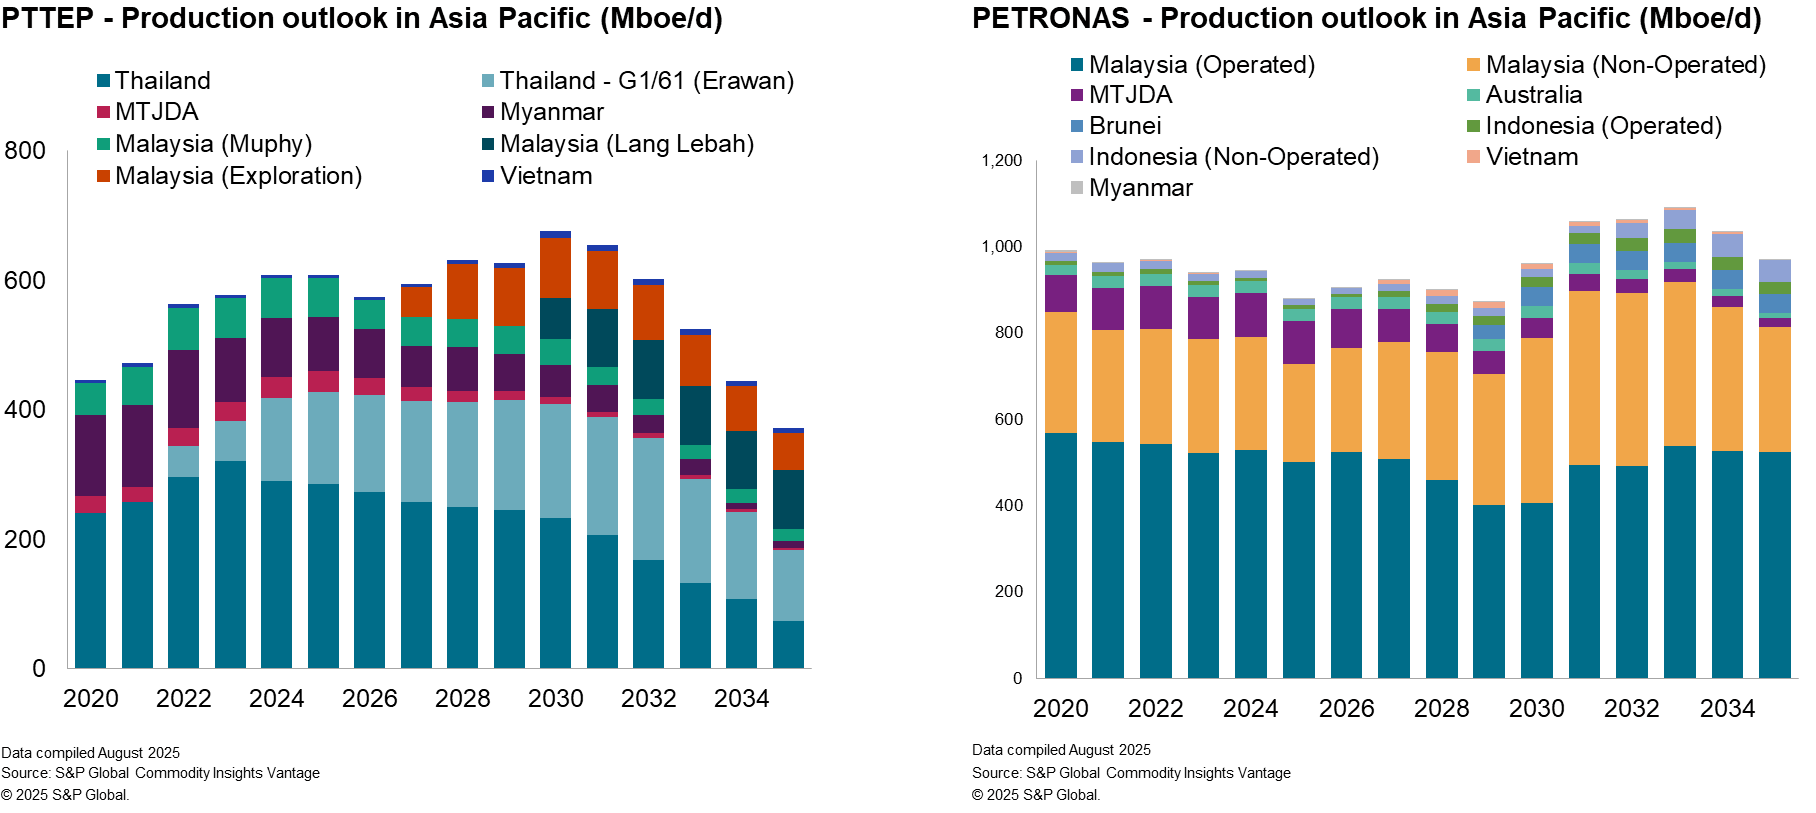 PTTEP - Production outlook in Asia Pacific (Mboe/d)
Thailand
Thailand - G1/61 (Erawan)
MTJDA
Myanmar
Malaysia (Muphy)
Malaysia (Lang Lebah)
Malaysia (Exploration)
Vietnam
800
600
400
200
0
2020 2022 2024 2026 2028 2030 2032 2034
Data compiled August 2025
Source: S&P Global Commodity Insights Vantage
© 2025 S&P Global.
PETRONAS - Production outlook in Asia Pacific (Mboe/d)
Malaysia (Operated)
Malaysia (Non-Operated)
MTJDA
Australia
Brunei
Indonesia (Operated)
Indonesia (Non-Operated)
Vietnam
Myanmar
1,200
1,000
800
600
400
200
0
2020 2022 2024 2026 2028 2030 2032 2034
Data compiled August 2025
Source: S&P Global Commodity Insights Vantage
© 2025 S&P Global.